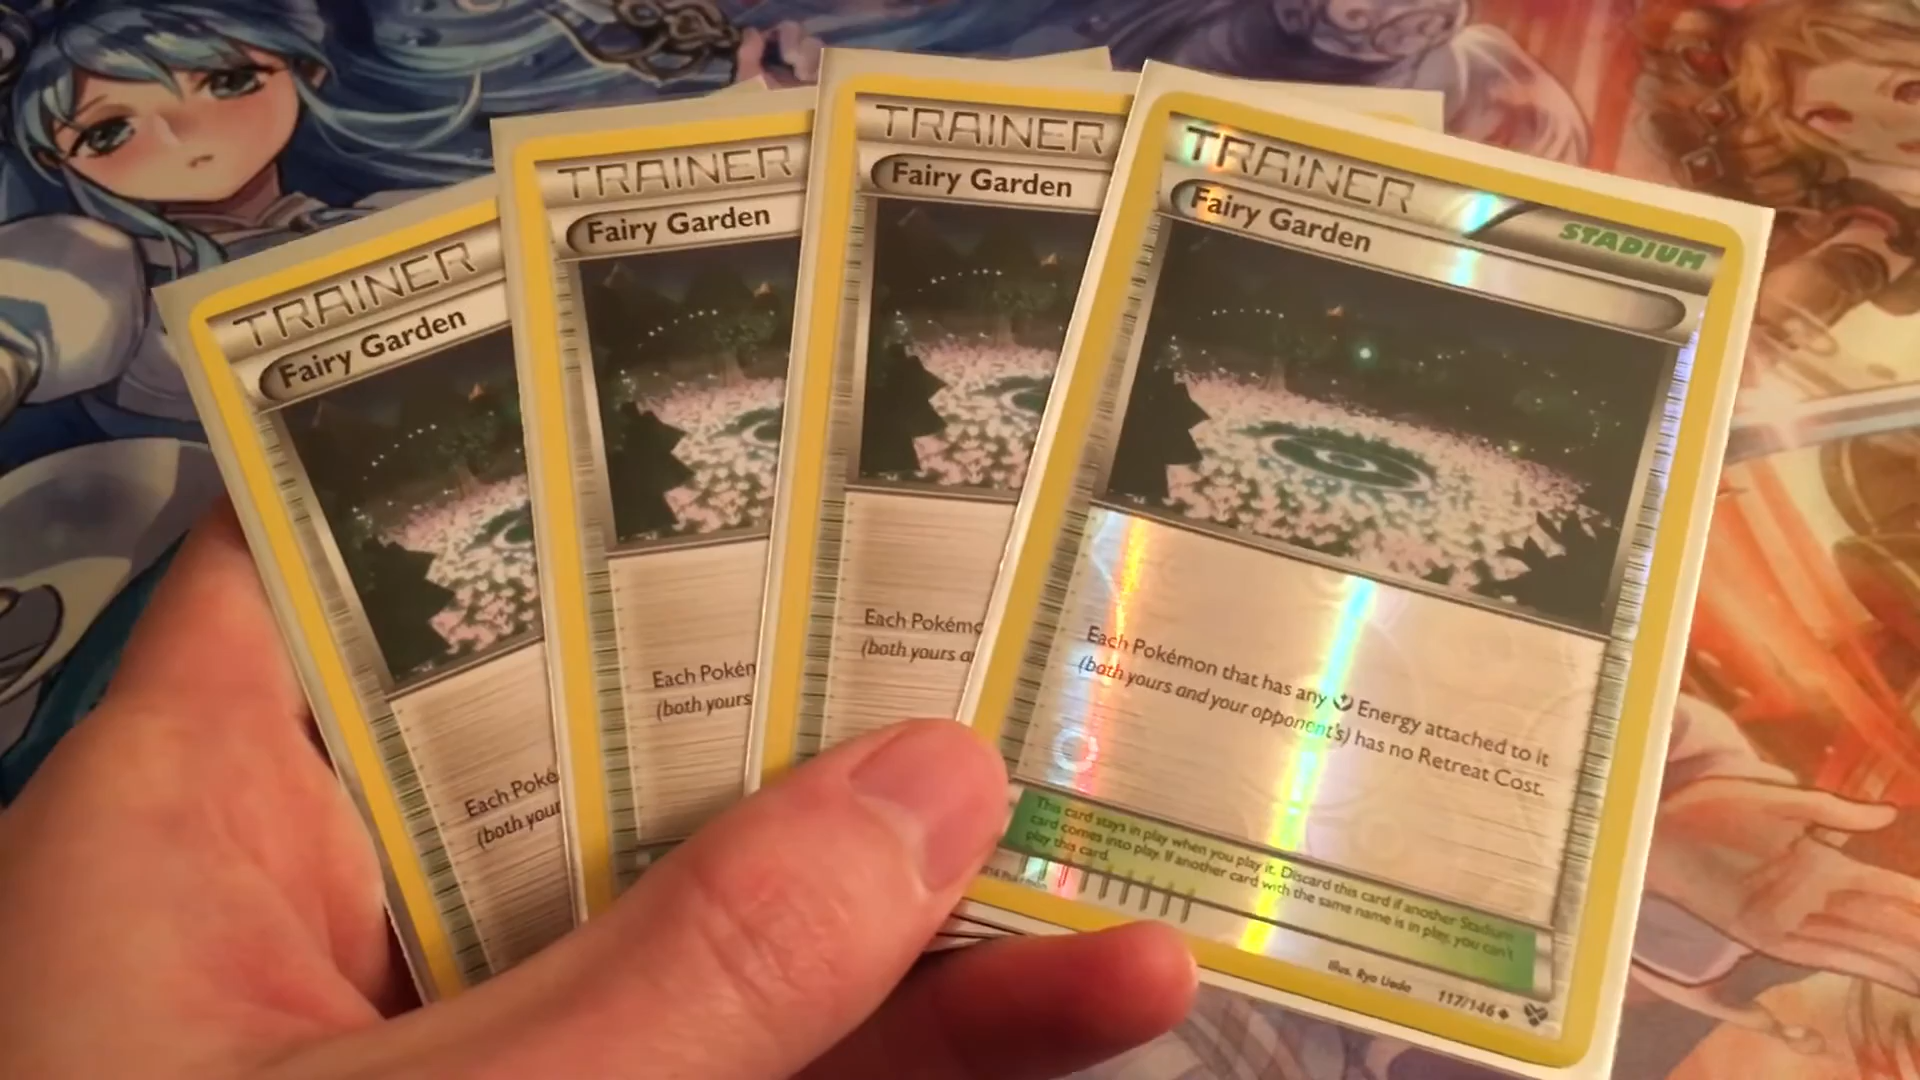 TRAINER
Fairy Garden
Each Poké
(both your
TRAINER
Fairy Garden
Each Pokém
(both yours
TRAINER
Fairy Garden
Each Pokémo
(both yours a
TRAINER
STADIUM
Fairy Garden
Each Pokémon that has any Energy attached to it
(both yours and your opponent's) has no Retreat Cost.
This card stays in play when you play it. Discard this card if another Stadium
card comes into play. If another card with the same name is in play, you can't
play this card.
Illus. Ryo Ueda
117/146